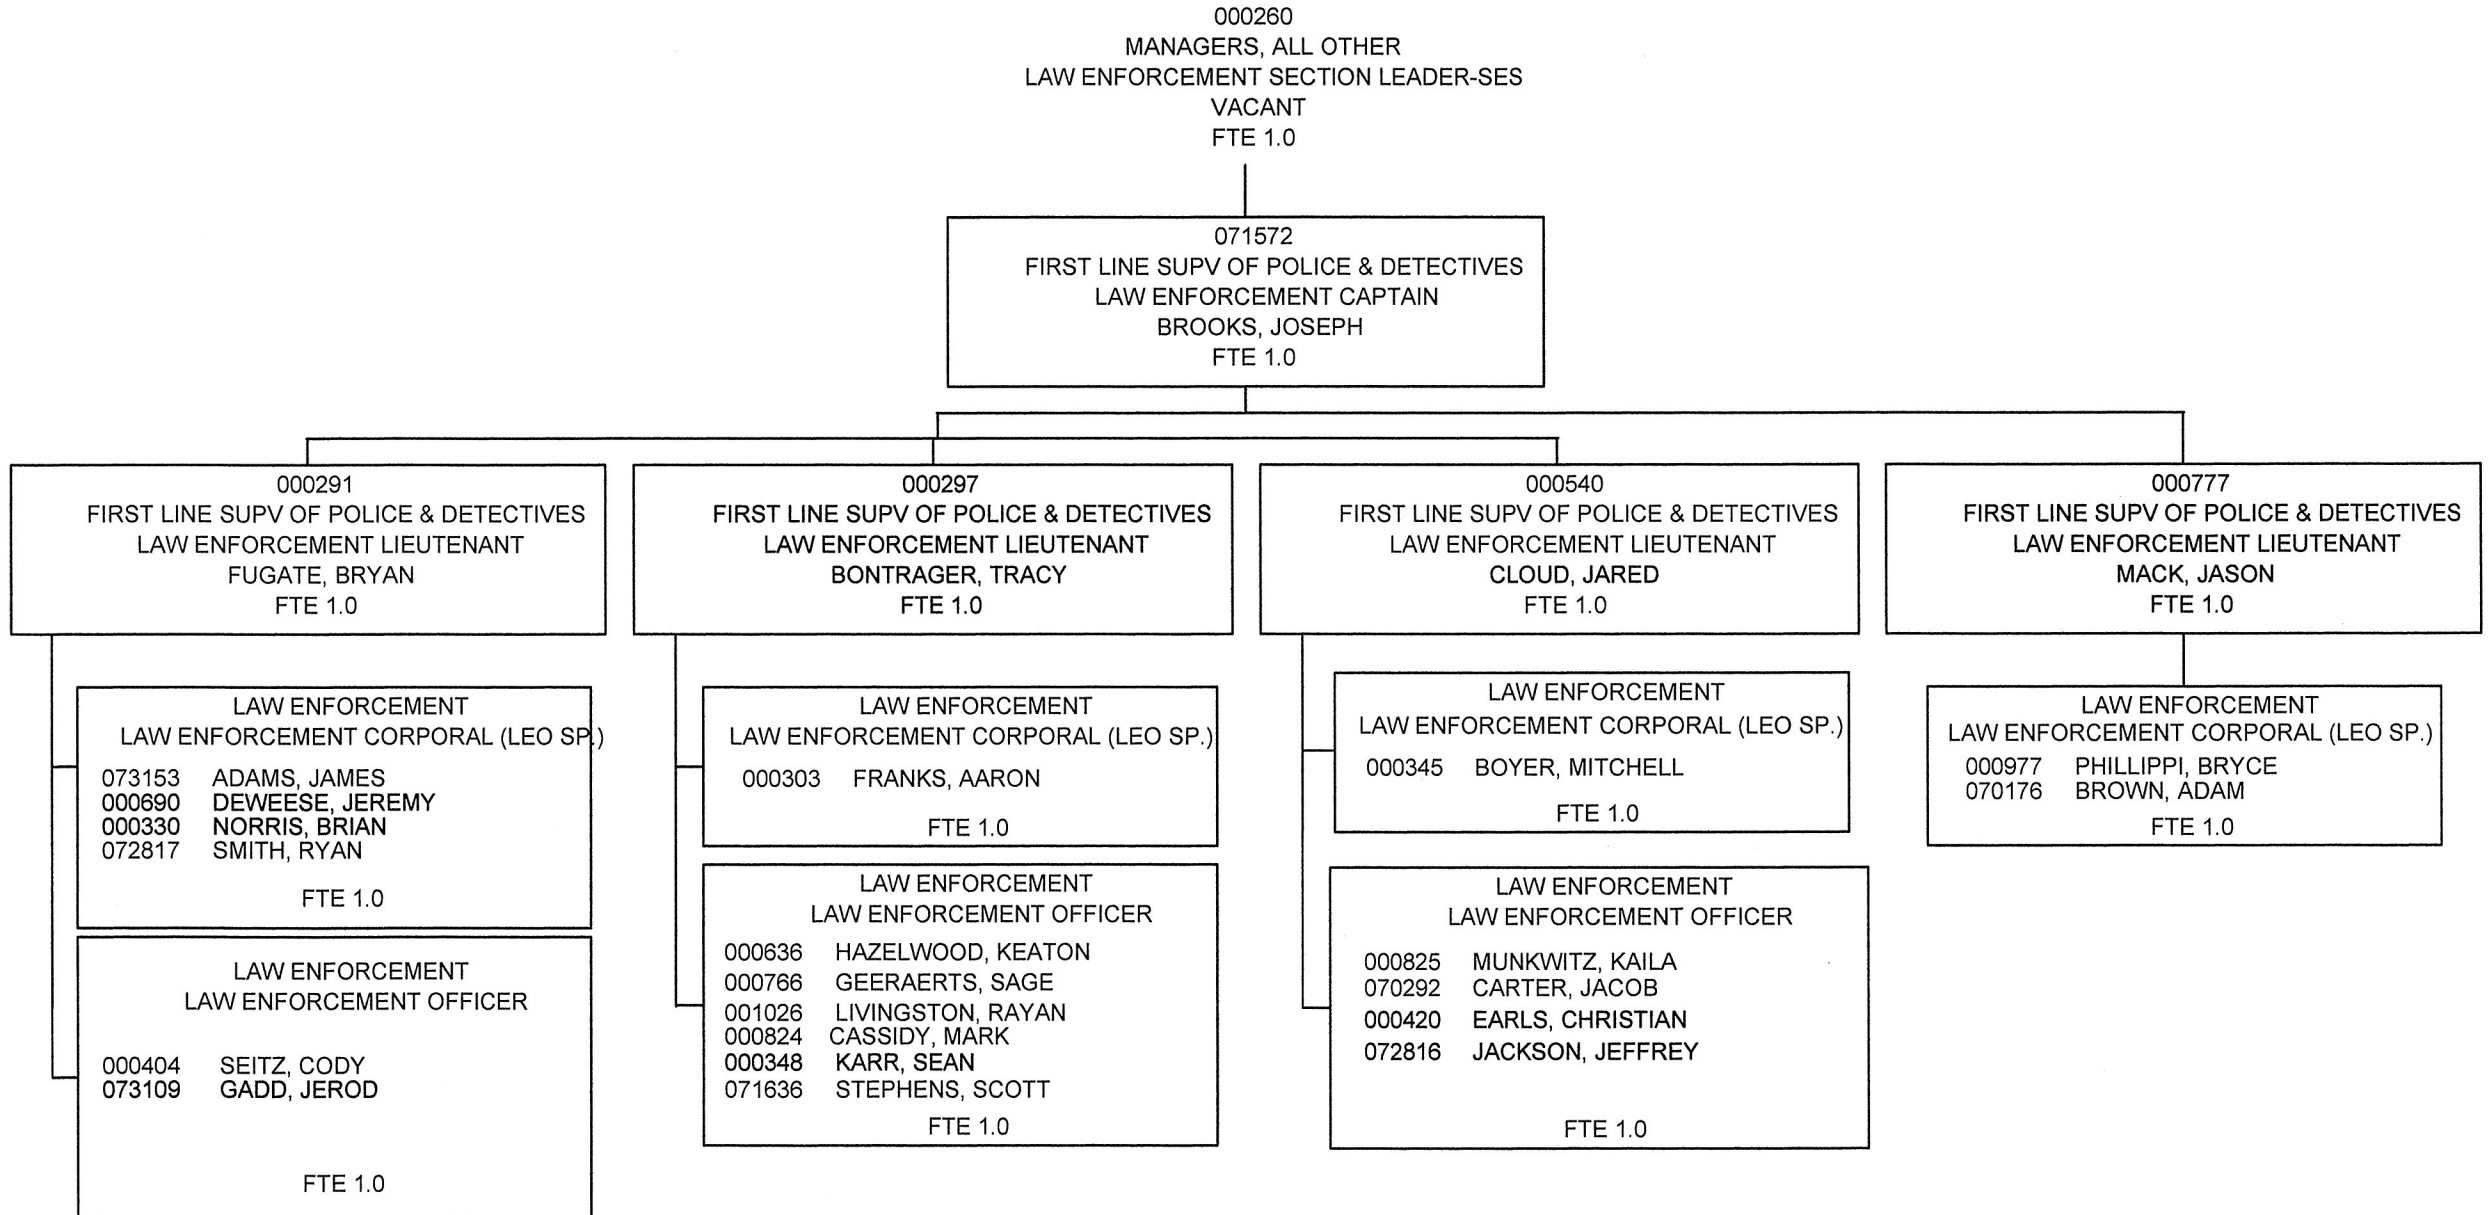 000260
MANAGERS, ALL OTHER
LAW ENFORCEMENT SECTION LEADER-SES
VACANT
FTE 1.0
071572
FIRST LINE SUPV OF POLICE & DETECTIVES
LAW ENFORCEMENT CAPTAIN
BROOKS, JOSEPH
FTE 1.0
000291
FIRST LINE SUPV OF POLICE & DETECTIVES
LAW ENFORCEMENT LIEUTENANT
FUGATE, BRYAN
FTE 1.0
LAW ENFORCEMENT
LAW ENFORCEMENT CORPORAL (LEO SP.)
073153 ADAMS, JAMES
000690 DEWEESE, JEREMY
000330 NORRIS, BRIAN
072817 SMITH, RYAN
FTE 1.0
LAW ENFORCEMENT
LAW ENFORCEMENT OFFICER
000404 SEITZ, CODY
073109 GADD, JEROD
FTE 1.0
000297
FIRST LINE SUPV OF POLICE & DETECTIVES
LAW ENFORCEMENT LIEUTENANT
BONTRAGER, TRACY
FTE 1.0
LAW ENFORCEMENT
LAW ENFORCEMENT CORPORAL (LEO SP.)
000303 FRANKS, AARON
FTE 1.0
LAW ENFORCEMENT
LAW ENFORCEMENT OFFICER
000636 HAZELWOOD, KEATON
000766 GEERAERTS, SAGE
001026 LIVINGSTON, RAYAN
000824 CASSIDY, MARK
000348 KARR, SEAN
071636 STEPHENS, SCOTT
FTE 1.0
000540
FIRST LINE SUPV OF POLICE & DETECTIVES
LAW ENFORCEMENT LIEUTENANT
CLOUD, JARED
FTE 1.0
LAW ENFORCEMENT
LAW ENFORCEMENT CORPORAL (LEO SP.)
000345 BOYER, MITCHELL
FTE 1.0
LAW ENFORCEMENT
LAW ENFORCEMENT OFFICER
000825 MUNKWITZ, KAILA
070292 CARTER, JACOB
000420 EARLS, CHRISTIAN
072816 JACKSON, JEFFREY
FTE 1.0
000777
FIRST LINE SUPV OF POLICE & DETECTIVES
LAW ENFORCEMENT LIEUTENANT
MACK, JASON
FTE 1.0
LAW ENFORCEMENT
LAW ENFORCEMENT CORPORAL (LEO SP.)
000977 PHILLIPPI, BRYCE
070176 BROWN, ADAM
FTE 1.0